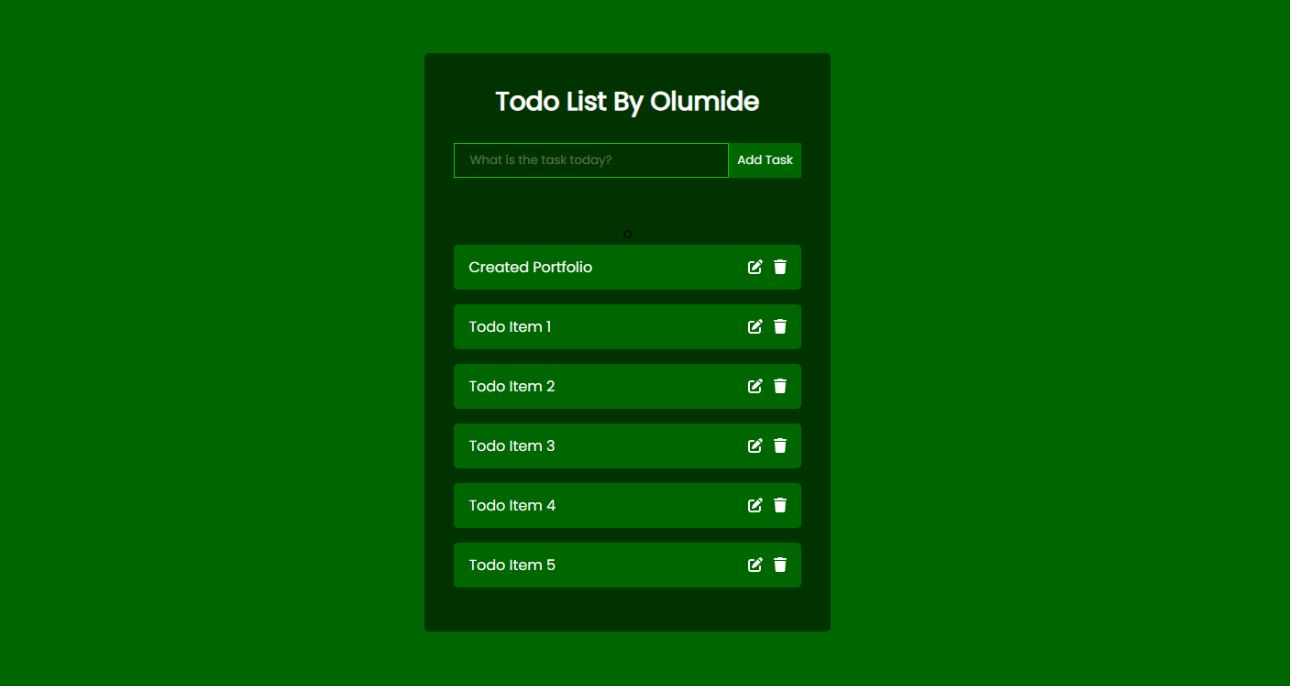 Todo List By Olumide
What is the task today?
Add Task
Created Portfolio
Todo Item 1
Todo Item 2
Todo Item 3
Todo Item 4
Todo Item 5